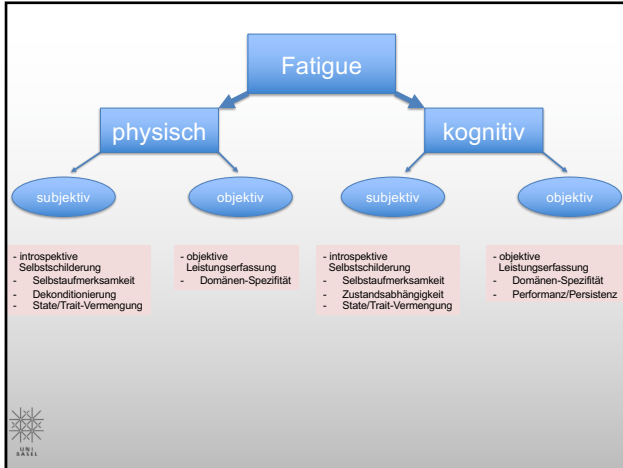 Fatigue
physisch
kognitiv
subjektiv
objektiv
subjektiv
objektiv
- introspektive
Selbstschilderung
- Selbstaufmerksamkeit
- Dekonditionierung
- State/Trait-Vermengung
- objektive
Leistungserfassung
- Domänen-Spezifität
- introspektive
Selbstschilderung
- Selbstaufmerksamkeit
- Zustandsabhängigkeit
- State/Trait-Vermengung
- objektive
Leistungserfassung
- Domänen-Spezifität
- Performanz/Persistenz
UNI
BASEL